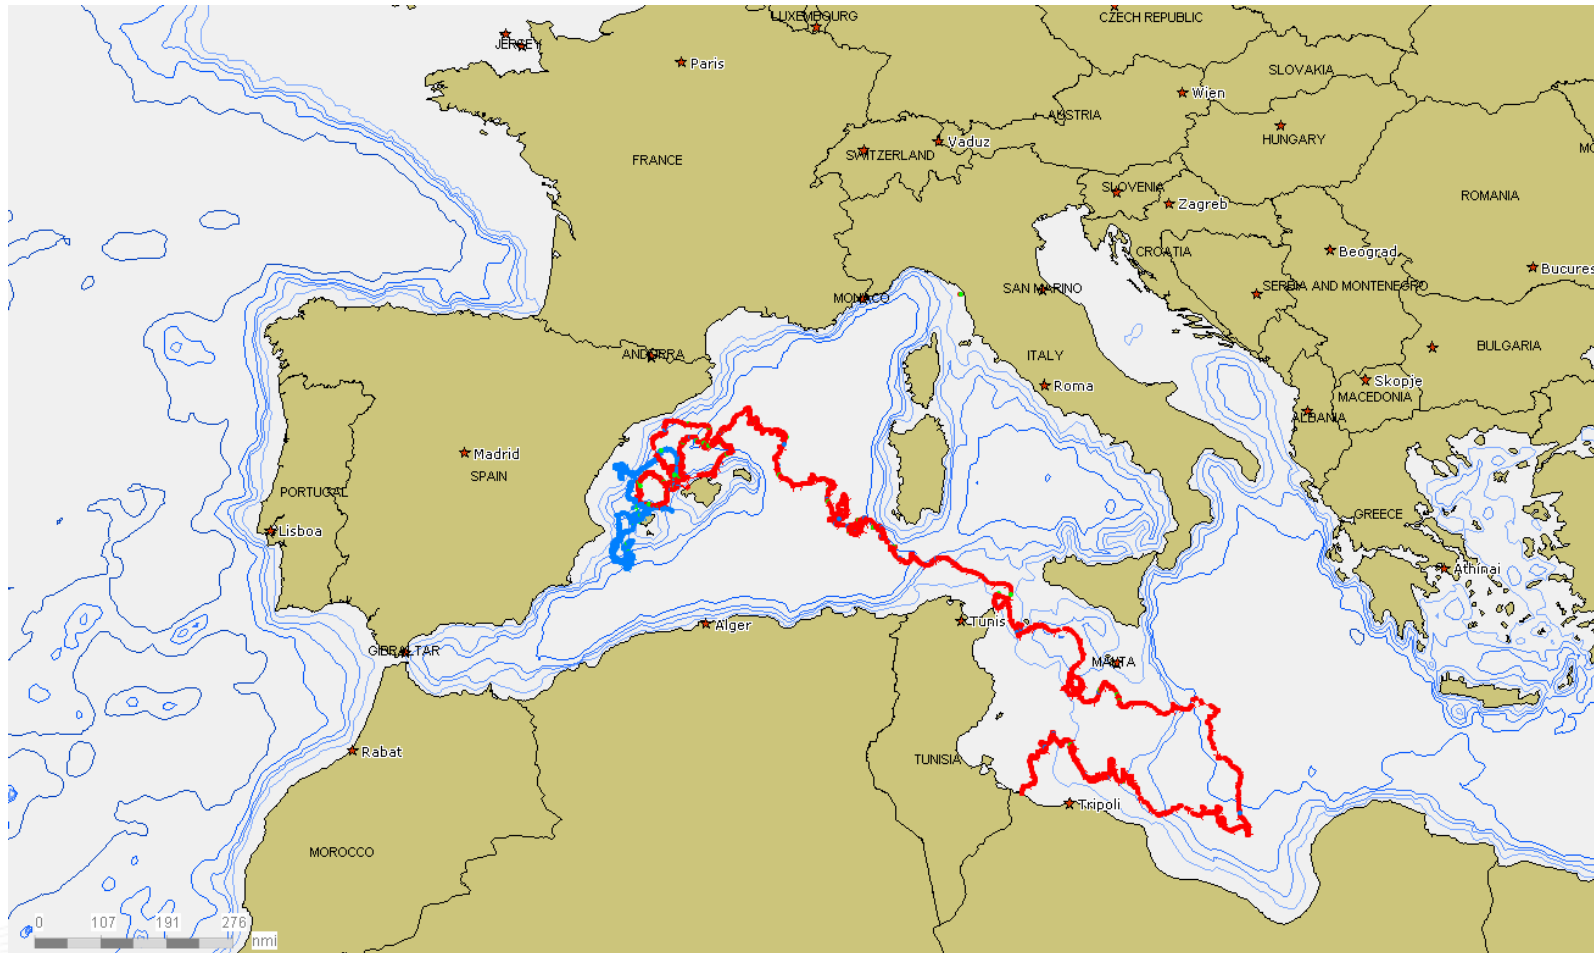 LUXEMBOURG
CZECH REPUBLIC
JERSEY
Paris
SLOVAKIA
Wien
AUSTRIA
HUNGARY
Vaduz
SWITZERLAND
FRANCE
SLOVENIA
Zagreb
ROMANIA
CROATIA
Beograd
Bucures
SAN MARINO
SERBIA AND MONTENEGRO
MONACO
ANDORRA
ITALY
BULGARIA
Roma
Skopje
MACEDONIA
ALBANIA
Madrid
SPAIN
PORTUGAL
GREECE
Lisboa
Athinai
Alger
Tunis
GIBRALTAR
MALTA
Rabat
TUNISIA
Tripoli
MOROCCO
0 107 191 276
nmi